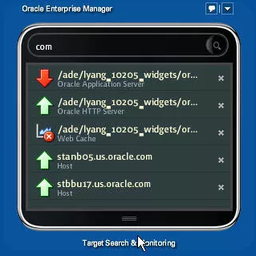 Oracle Enterprise Manager
com
/ade/lyang_10205_widgets/or...
Oracle Application Server
/ade/lyang_10205_widgets/or...
Oracle HTTP Server
/ade/lyang_10205_widgets/or...
Web Cache
stanb05.us.oracle.com
Host
stbbu17.us.oracle.com
Host
Target Search & Monitoring